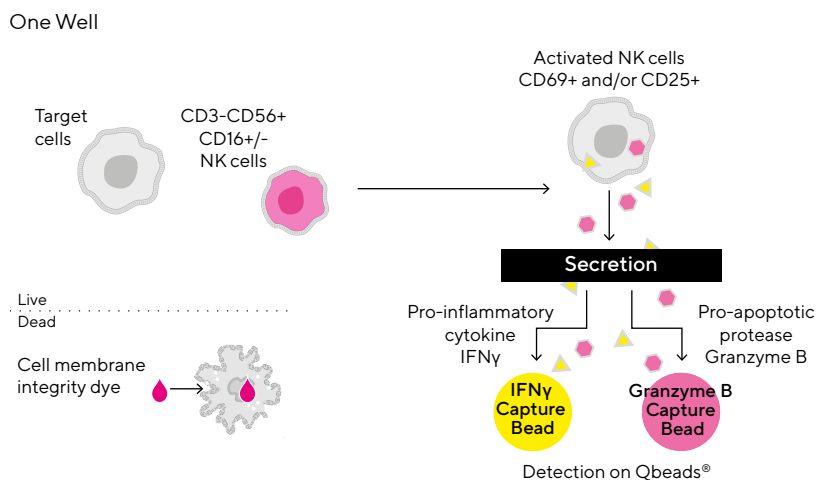 One Well
Target
cells
CD3-CD56+
CD16+/-
NK cells
Activated NK cells
CD69+ and/or CD25+
Secretion
Live
Dead
Cell membrane
integrity dye
Pro-inflammatory
cytokine
IFNγ
Pro-apoptotic
protease
Granzyme B
IFNγ
Capture
Bead
Granzyme B
Capture
Bead
Detection on Qbeads®